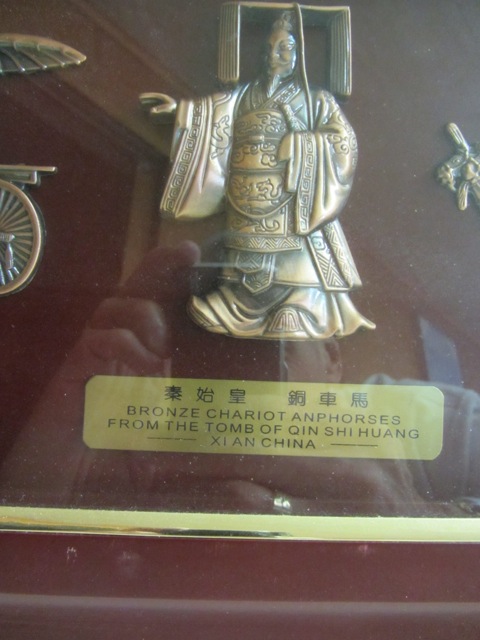 秦始皇 銅車馬
BRONZE CHARIOT ANPHORSES
FROM THE TOMB OF QIN SHI HUANG
XI AN CHINA